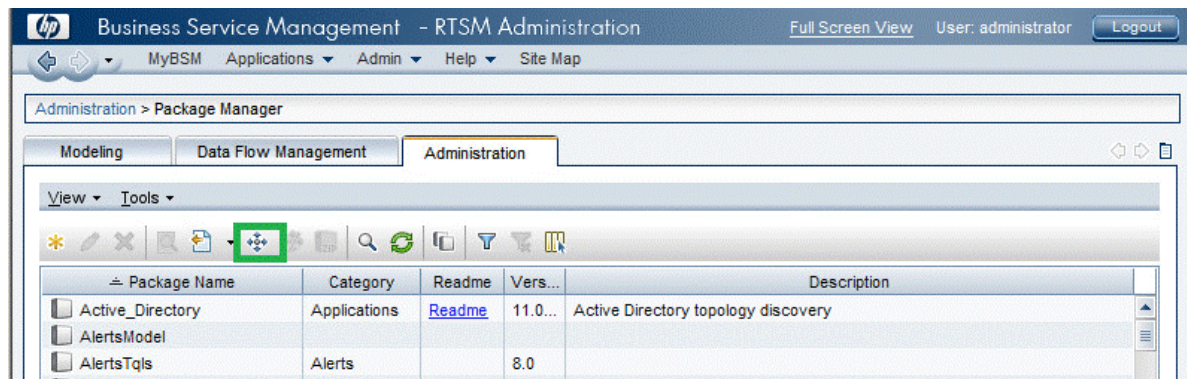 hp Business Service Management - RTSM Administration Full Screen View User: administrator Logout
MyBSM Applications Admin Help Site Map
Administration > Package Manager
Modeling Data Flow Management Administration
View Tools
Package Name Category Readme Vers... Description
Active_Directory Applications Readme 11.0... Active Directory topology discovery
AlertsModel
AlertsTqls Alerts 8.0